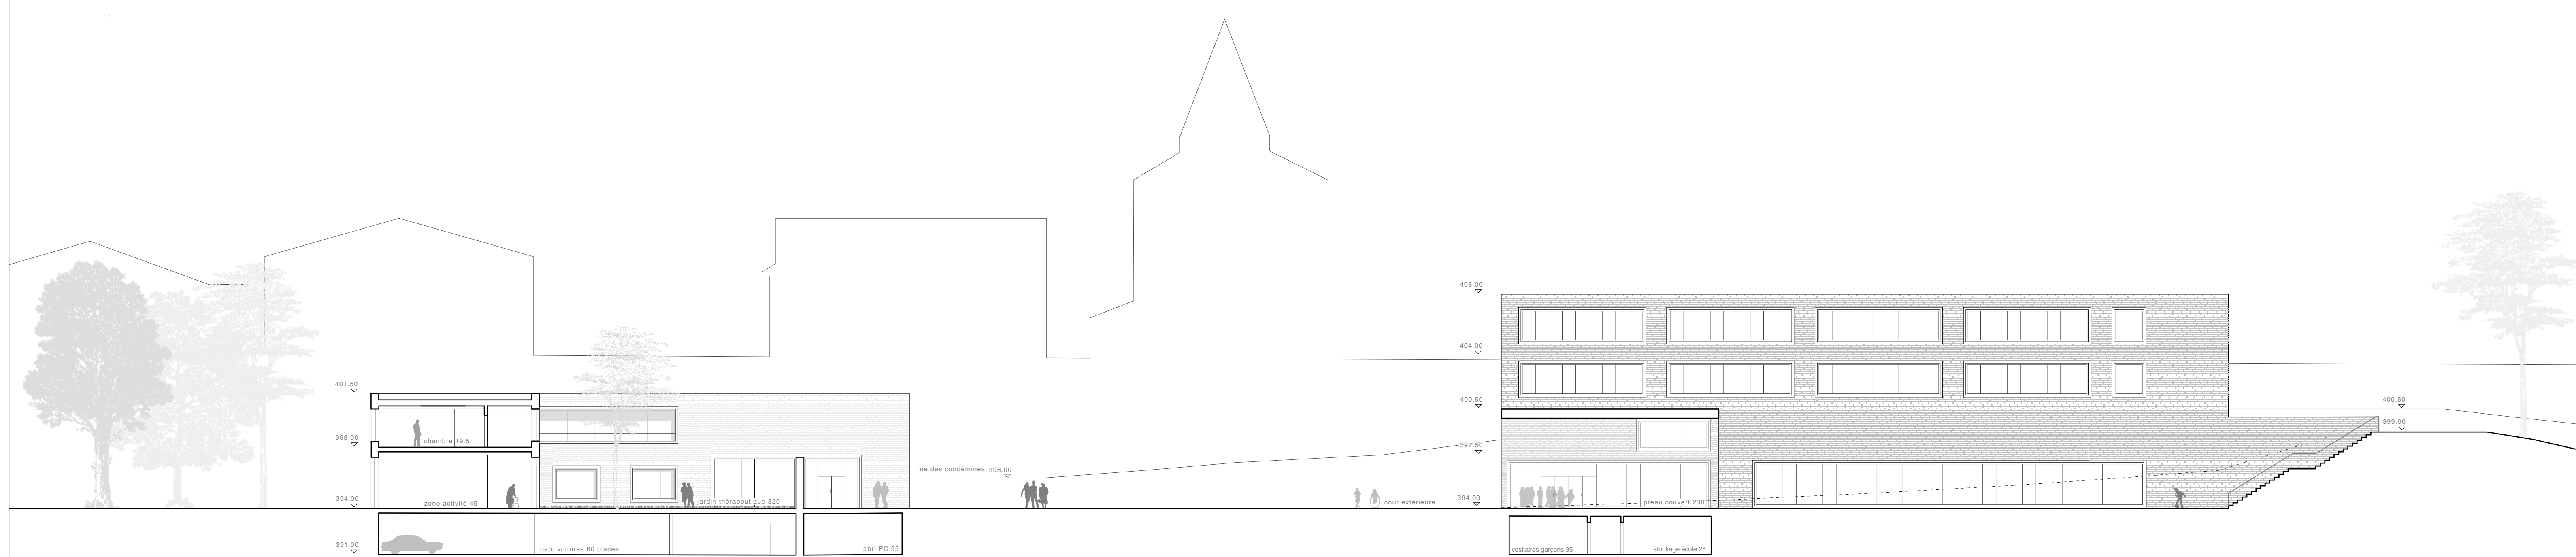 401.50
chambre 19.5
398.00
zone activité 45
394.00
391.00
parc voitures 60 places
jardin thérapeutique 320
abri PC 95
rue des condémines 396.00
cour extérieure
408.00
404.00
400.50
397.50
394.00
préau couvert 230
vestiaires garçons 35
stockage école 25
400.50
399.00